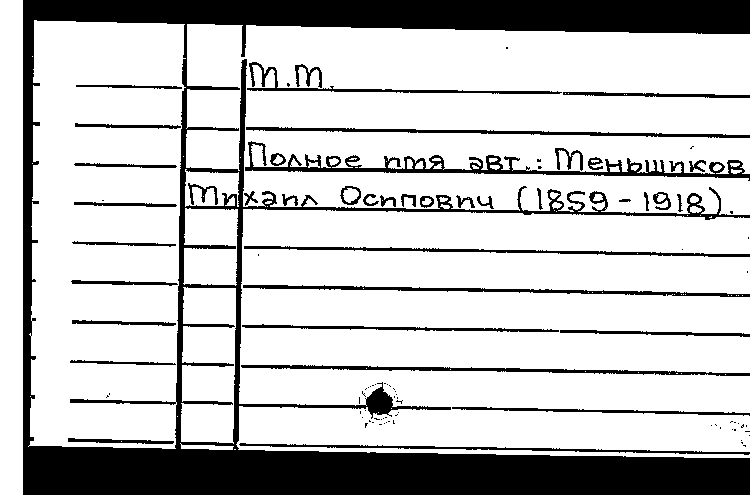 М.М.
Полное имя авт.: Меньшиков,
Михаил Осипович (1859-1918).